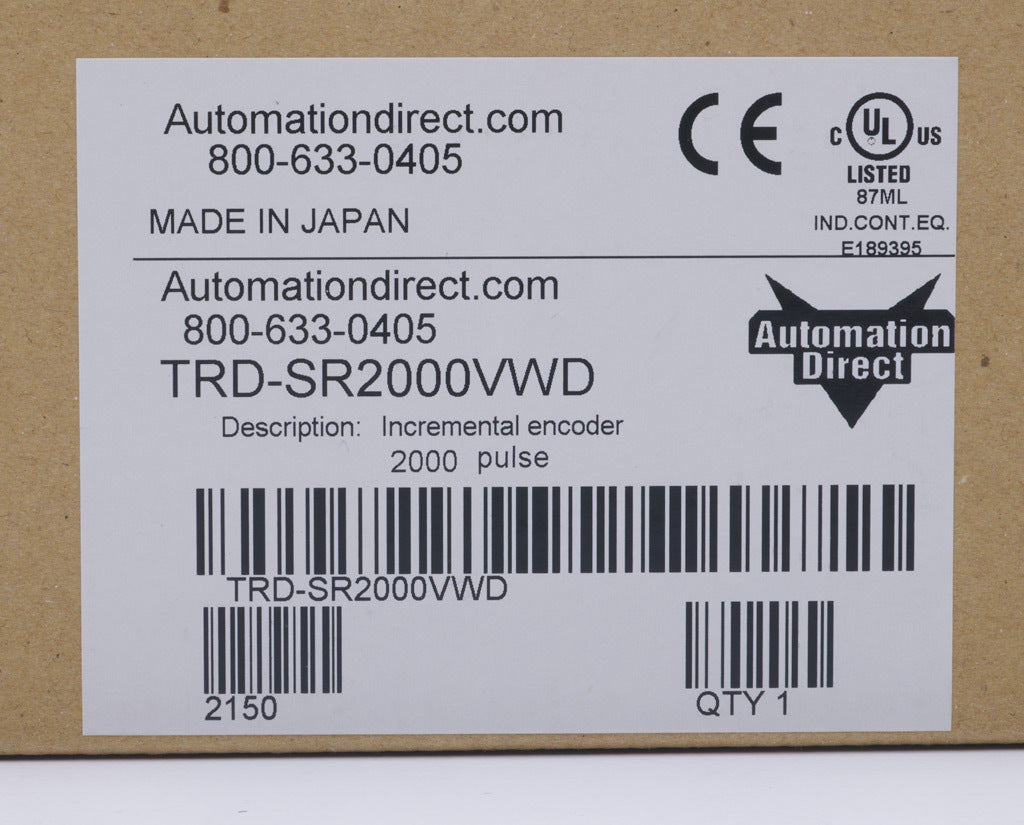 Automationdirect.com
800-633-0405
MADE IN JAPAN
CE
C UL US
LISTED
87ML
IND.CONT.EQ.
E189395
Automationdirect.com
800-633-0405
TRD-SR2000VWD
Description: Incremental encoder
2000 pulse
Automation
Direct
TRD-SR2000VWD
2150
QTY 1